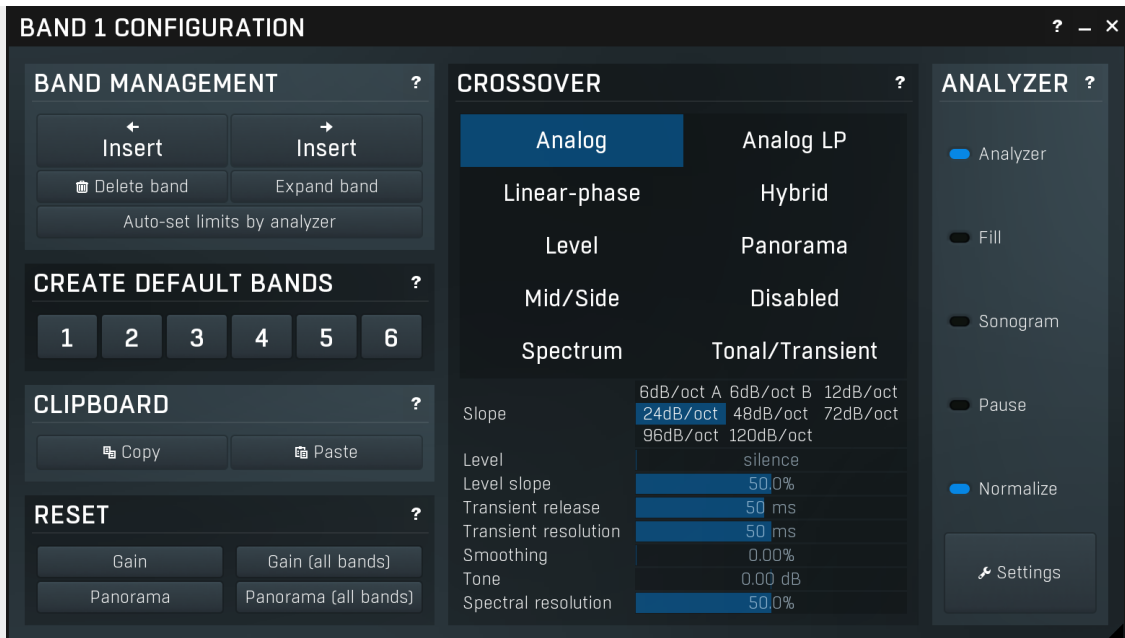 BAND 1 CONFIGURATION ?
BAND MANAGEMENT ?
Insert Insert
Delete band Expand band
Auto-set limits by analyzer
CREATE DEFAULT BANDS ?
1 2 3 4 5 6
CLIPBOARD ?
Copy Paste
RESET ?
Gain Gain (all bands)
Panorama Panorama (all bands)
CROSSOVER ?
Analog Analog LP
Linear-phase Hybrid
Level Panorama
Mid/Side Disabled
Spectrum Tonal/Transient
6dB/oct A 6dB/oct B 12dB/oct
Slope 24dB/oct 48dB/oct 72dB/oct
96dB/oct 120dB/oct
Level silence
Level slope 50.0%
Transient release 50 ms
Transient resolution 50 ms
Smoothing 0.00%
Tone 0.00 dB
Spectral resolution 50.0%
ANALYZER ?
Analyzer
Fill
Sonogram
Pause
Normalize
Settings